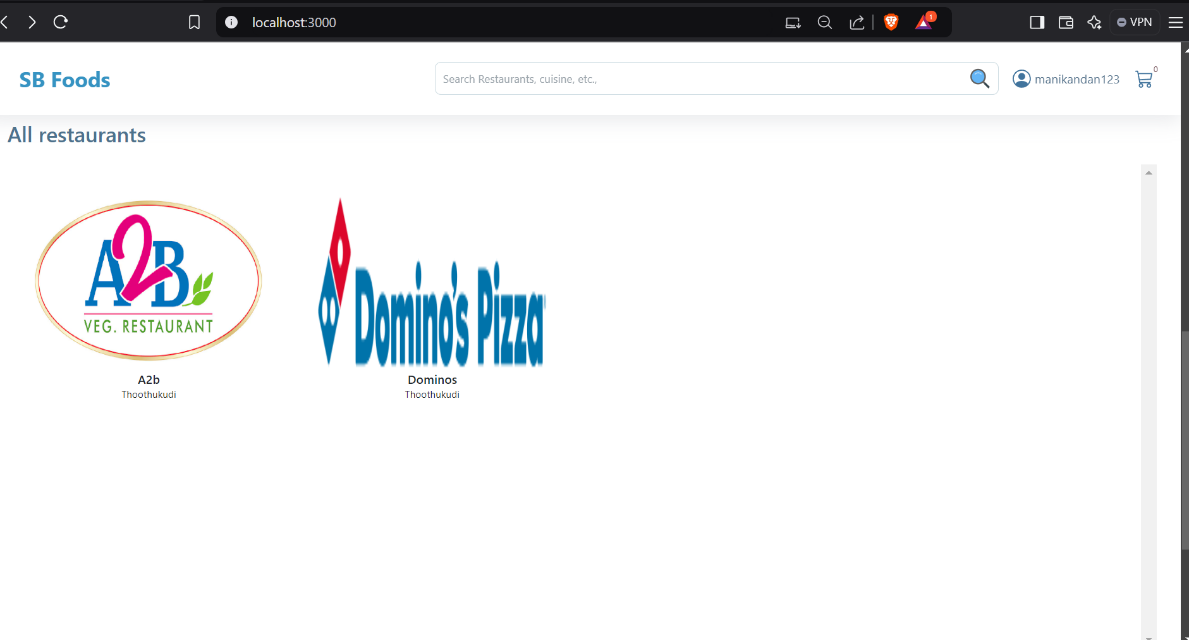 localhost:3000
1
VPN
SB Foods
Search Restaurants, cuisine, etc.,
manikandan123
0
All restaurants
A2B
VEG. RESTAURANT
Domino's Pizza
A2b
Dominos
Thoothukudi
Thoothukudi